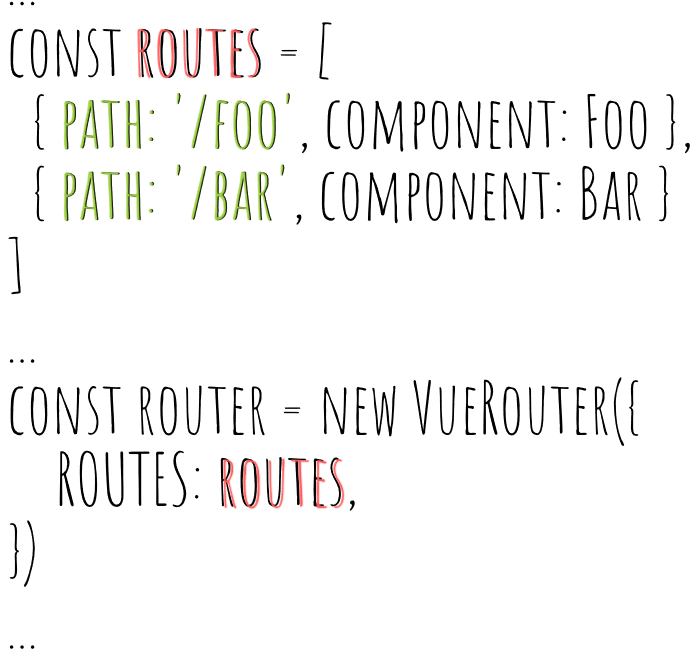 ...
const routes = [
{ path: '/foo', component: Foo },
{ path: '/bar', component: Bar }
]
...
const router = new VueRouter({
routes: routes,
})
...